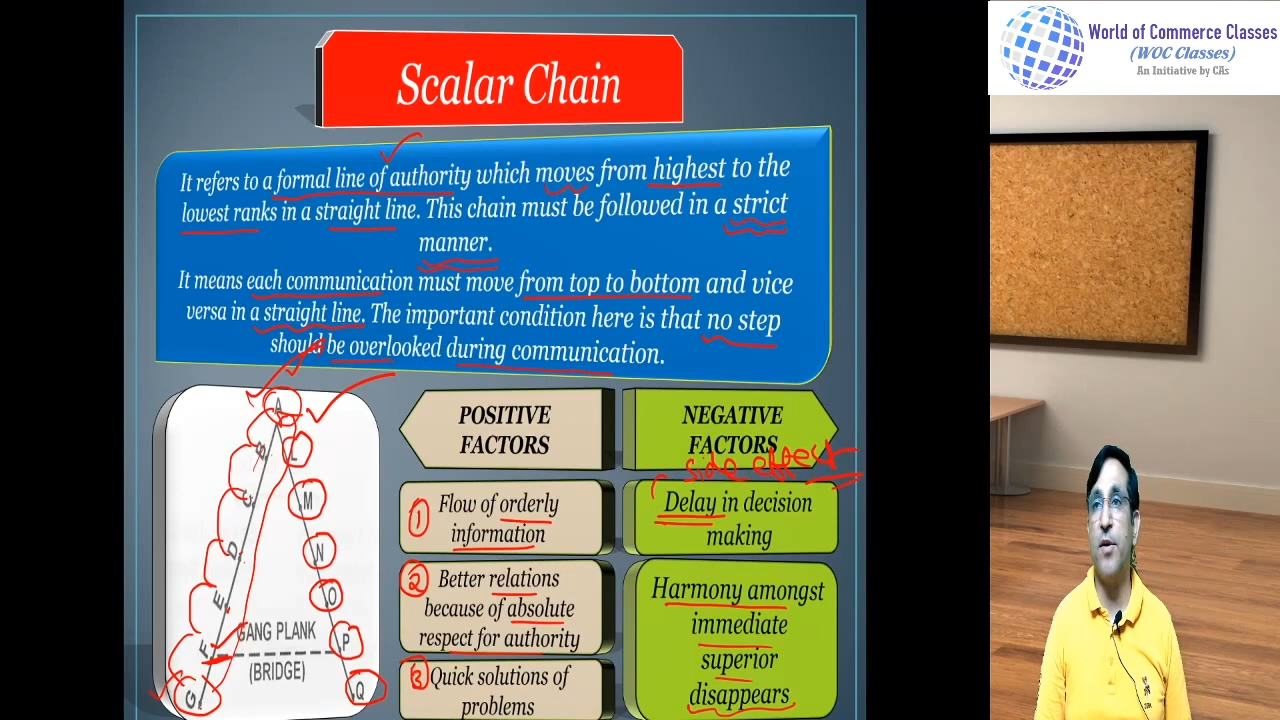 Scalar Chain
It refers to a formal line of authority which moves from highest to the
lowest ranks in a straight line. This chain must be followed in a strict
manner.
It means each communication must move from top to bottom and vice
versa in a straight line. The important condition here is that no step
should be overlooked during communication.
A
B
C
D
E
F
G
L
M
N
O
P
Q
GANG PLANK
(BRIDGE)
POSITIVE
FACTORS
1
Flow of orderly
information
2
Better relations
because of absolute
respect for authority
3
Quick solutions of
problems
NEGATIVE
FACTORS
side effect
Delay in decision
making
Harmony amongst
immediate
superior
disappears
World of Commerce Classes
(WOC Classes)
An Initiative by CAs